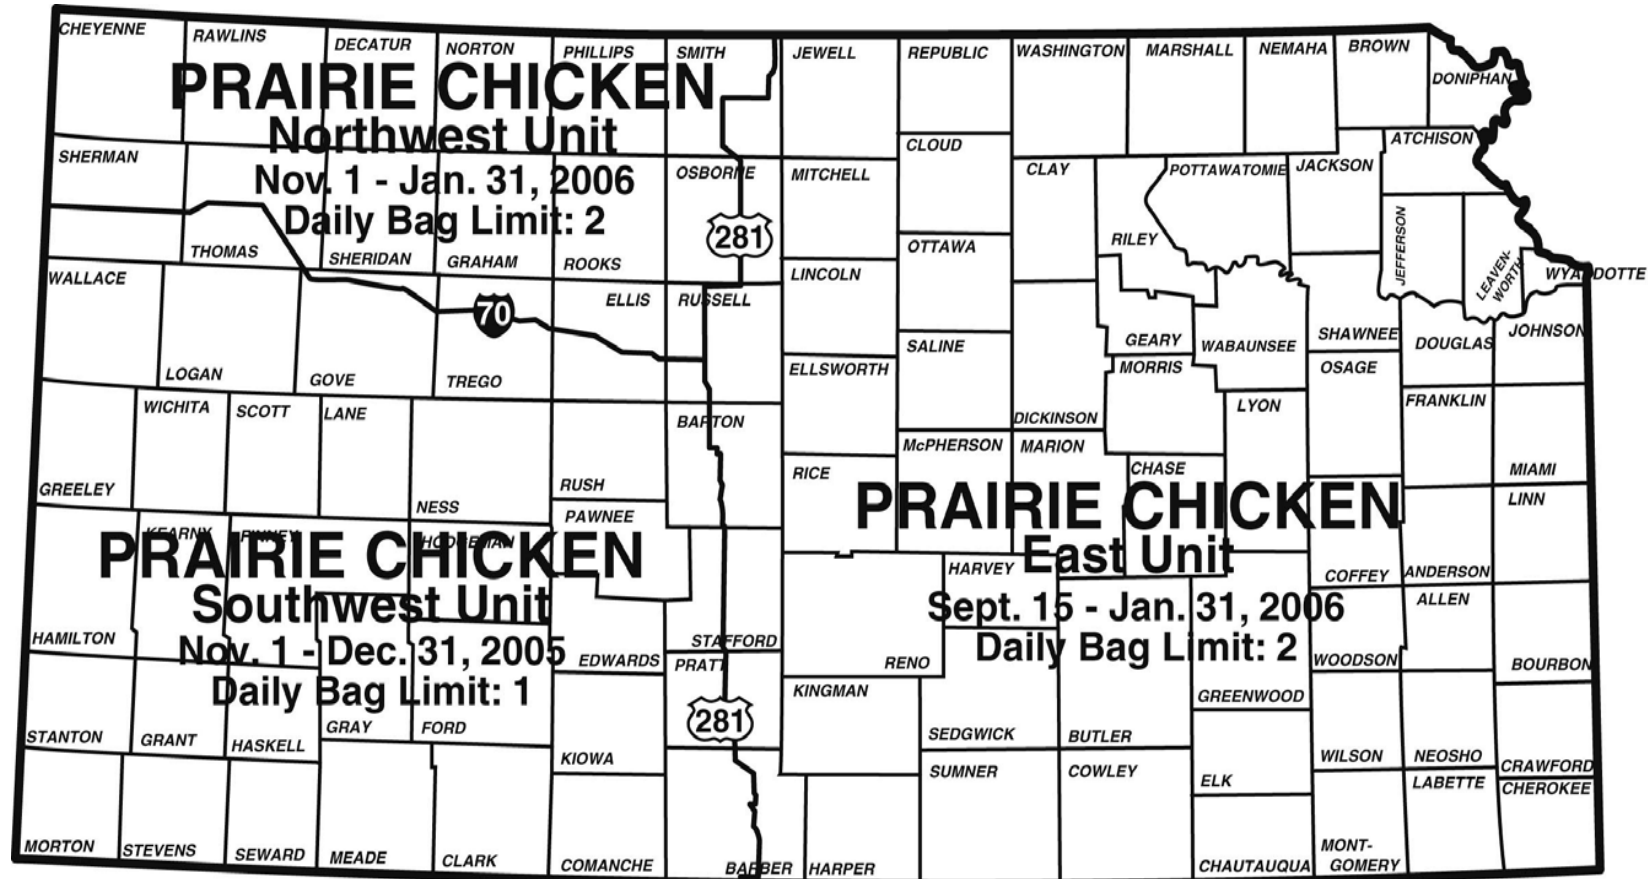 CHEYENNE
RAWLINS
DECATUR
NORTON
PHILLIPS
SMITH
JEWELL
REPUBLIC
WASHINGTON
MARSHALL
NEMAHA
BROWN
DONIPHAN
PRAIRIE CHICKEN
Northwest Unit
Nov. 1 - Jan. 31, 2006
Daily Bag Limit: 2
SHERMAN
THOMAS
SHERIDAN
GRAHAM
ROOKS
OSBORNE
281
MITCHELL
CLOUD
CLAY
RILEY
POTTAWATOMIE
JACKSON
ATCHISON
JEFFERSON
LEAVEN-
WORTH
WYANDOTTE
OTTAWA
LINCOLN
WALLACE
LOGAN
GOVE
TREGO
70
ELLIS
RUSSELL
ELLSWORTH
SALINE
DICKINSON
GEARY
MORRIS
WABAUNSEE
SHAWNEE
DOUGLAS
JOHNSON
OSAGE
FRANKLIN
MIAMI
LYON
GREELEY
WICHITA
SCOTT
LANE
NESS
RUSH
BARTON
RICE
McPHERSON
MARION
CHASE
PRAIRIE CHICKEN
East Unit
Sept. 15 - Jan. 31, 2006
Daily Bag Limit: 2
LINN
COFFEY
ANDERSON
HAMILTON
KEARNY
FINNEY
HODGEMAN
PAWNEE
PRAIRIE CHICKEN
Southwest Unit
Nov. 1 - Dec. 31, 2005
Daily Bag Limit: 1
EDWARDS
STAFFORD
PRATT
281
RENO
HARVEY
KINGMAN
SEDGWICK
BUTLER
GREENWOOD
WOODSON
ALLEN
BOURBON
STANTON
GRANT
HASKELL
GRAY
FORD
KIOWA
SUMNER
COWLEY
ELK
WILSON
NEOSHO
CRAWFORD
MORTON
STEVENS
SEWARD
MEADE
CLARK
COMANCHE
BARBER
HARPER
CHAUTAUQUA
MONT-
GOMERY
LABETTE
CHEROKEE